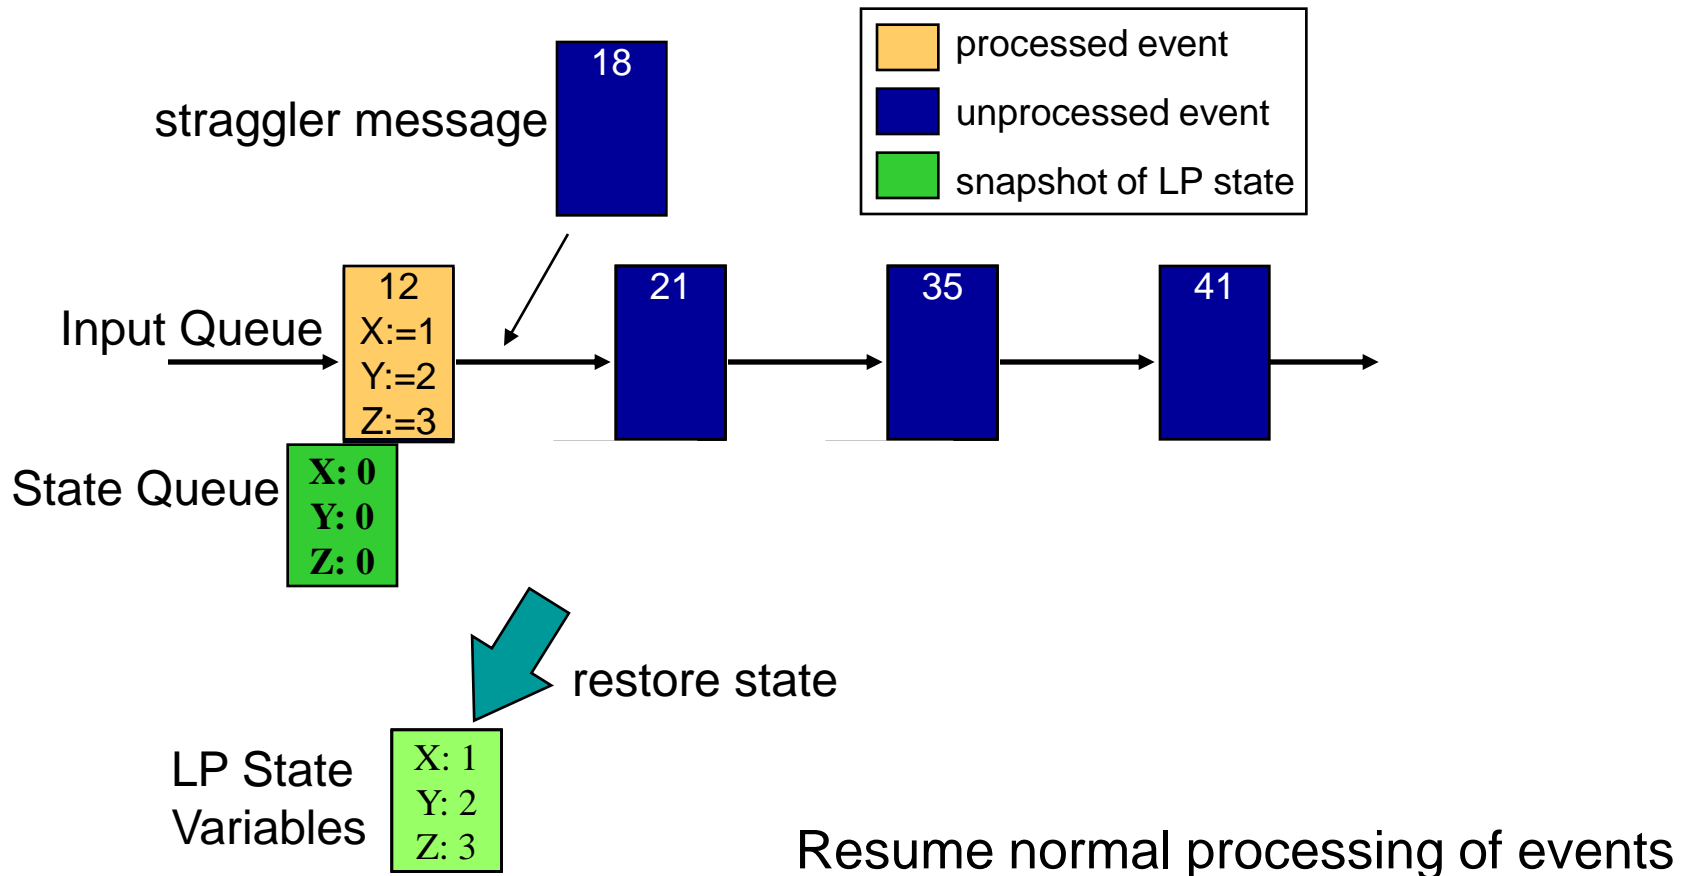 18
straggler message
processed event
unprocessed event
snapshot of LP state
Input Queue
12
X:=1
Y:=2
Z:=3
21
35
41
State Queue
X: 0
Y: 0
Z: 0
restore state
LP State
Variables
X: 1
Y: 2
Z: 3
Resume normal processing of events